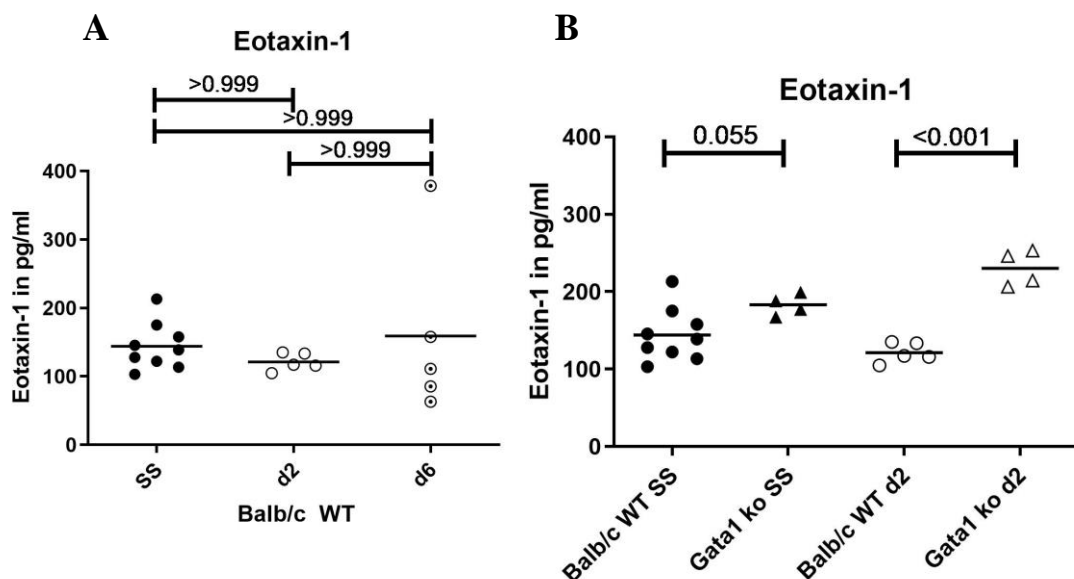 A
Eotaxin-1
>0.999
>0.999
>0.999
Eotaxin-1 in pg/ml
400
300
200
100
0
SS
d2
d6
Balb/c WT
B
Eotaxin-1
0.055
<0.001
Eotaxin-1 in pg/ml
400
300
200
100
0
Balb/c WT SS
Gata1 ko SS
Balb/c WT d2
Gata1 ko d2